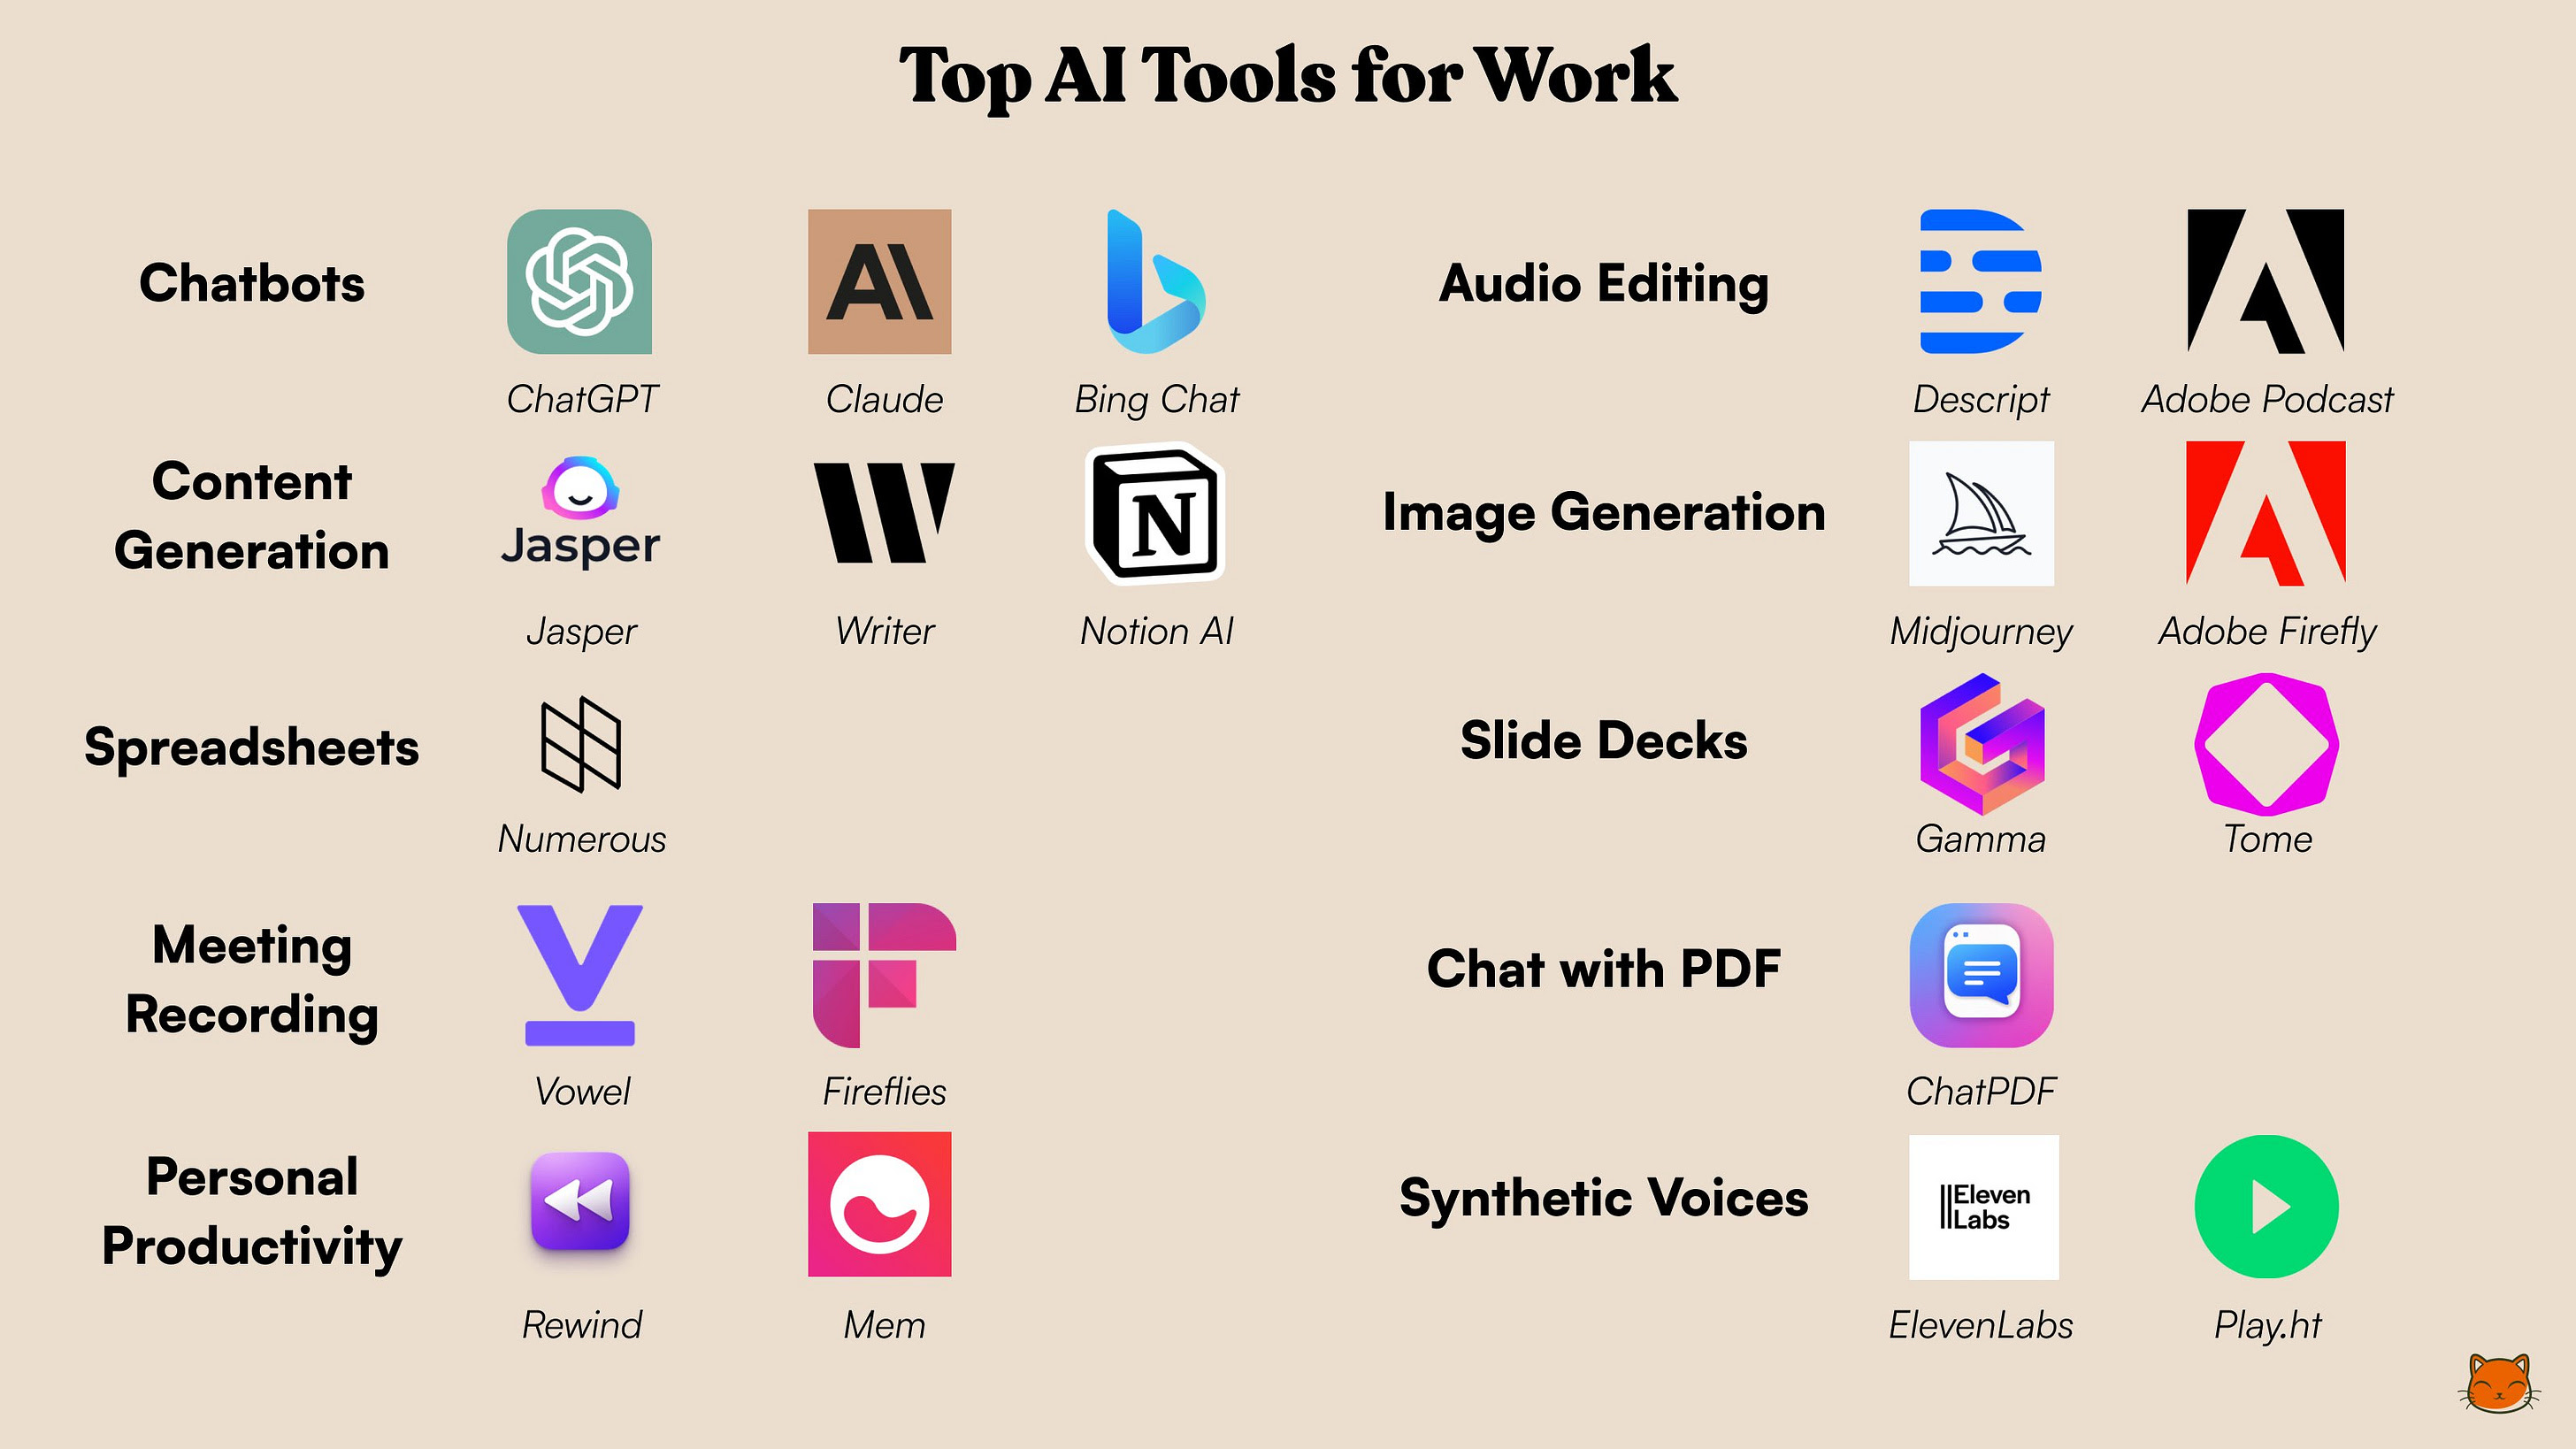 Top AI Tools for Work
Chatbots
ChatGPT
Claude
Bing Chat
Content
Generation
Jasper
Jasper
Writer
N
Notion AI
Spreadsheets
Numerous
Meeting
Recording
Vowel
Fireflies
Personal
Productivity
Rewind
Mem
Audio Editing
Descript
Adobe Podcast
Image Generation
Midjourney
Adobe Firefly
Slide Decks
Gamma
Tome
Chat with PDF
ChatPDF
Synthetic Voices
||Eleven
Labs
ElevenLabs
Play.ht